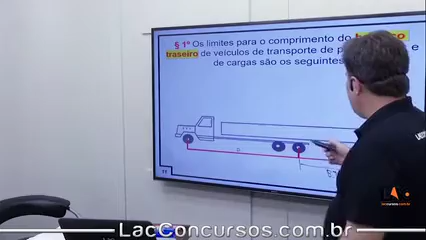 § 1º Os limites para o comprimento do
traseiro de veículos de transporte de
e
de cargas são os seguintes
LacConcursos.com.br